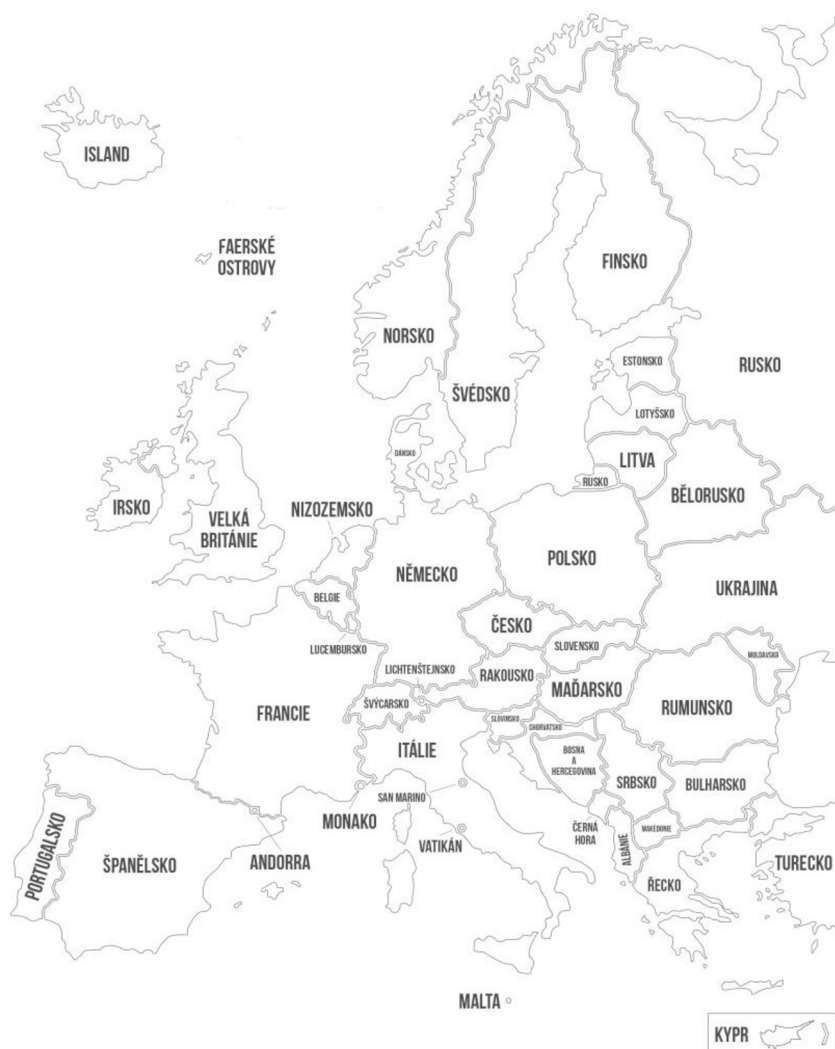 ISLAND
FAERSKÉ
OSTROVY
FINSKO
NORSKO
ŠVÉDSKO
ESTONSKO
RUSKO
LOTYŠSKO
DÁNSKO
LITVA
RUSKO
BĚLORUSKO
IRSKO
VELKÁ
BRITÁNIE
NIZOZEMSKO
NĚMECKO
POLSKO
UKRAJINA
BELGIE
ČESKO
LUCEMBURSKO
SLOVENSKO
MOLDAVSKO
LICHTENŠTEJNSKO
RAKOUSKO
MAĎARSKO
ŠVÝCARSKO
FRANCIE
RUMUNSKO
SLOVINSKO
CHORVATSKO
ITÁLIE
BOSNA
A
HERCEGOVINA
SRBSKO
BULHARSKO
SAN MARINO
MONAKO
ČERNÁ
HORA
MAKEDONIE
VATIKÁN
ALBÁNIE
PORTUGALSKO
ŠPANĚLSKO
ANDORRA
TURECKO
ŘECKO
MALTA
KYPR